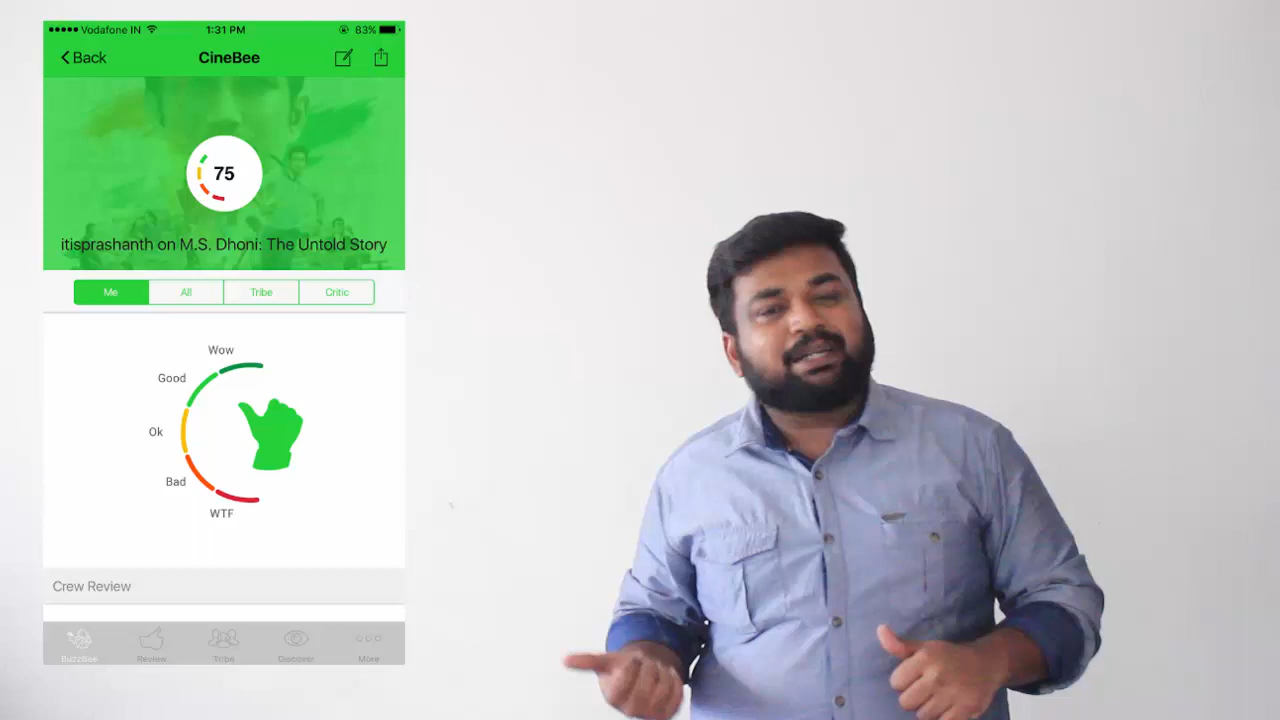 Vodafone IN 1:31 PM 83%
Back CineBee
75
itisprashanth on M.S. Dhoni: The Untold Story
Me All Tribe Critic
Wow
Good
Ok
Bad
WTF
Crew Review
BuzzBee Review Tribe Discover More